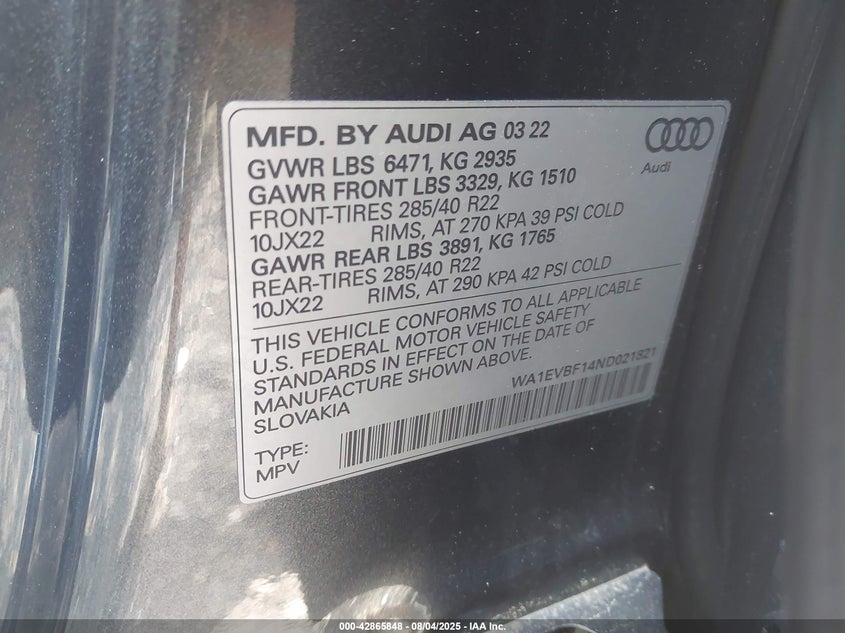 MFD. BY AUDI AG 03 22
Audi
GVWR LBS 6471, KG 2935
GAWR FRONT LBS 3329, KG 1510
FRONT-TIRES 285/40 R22
10JX22 RIMS, AT 270 KPA 39 PSI COLD
GAWR REAR LBS 3891, KG 1765
REAR-TIRES 285/40 R22
10JX22 RIMS, AT 290 KPA 42 PSI COLD
THIS VEHICLE CONFORMS TO ALL APPLICABLE
U.S. FEDERAL MOTOR VEHICLE SAFETY
STANDARDS IN EFFECT ON THE DATE OF
MANUFACTURE SHOWN ABOVE.
SLOVAKIA
WA1EVBF14ND021821
TYPE:
MPV
000-42865848 - 08/04/2025 - IAA Inc.